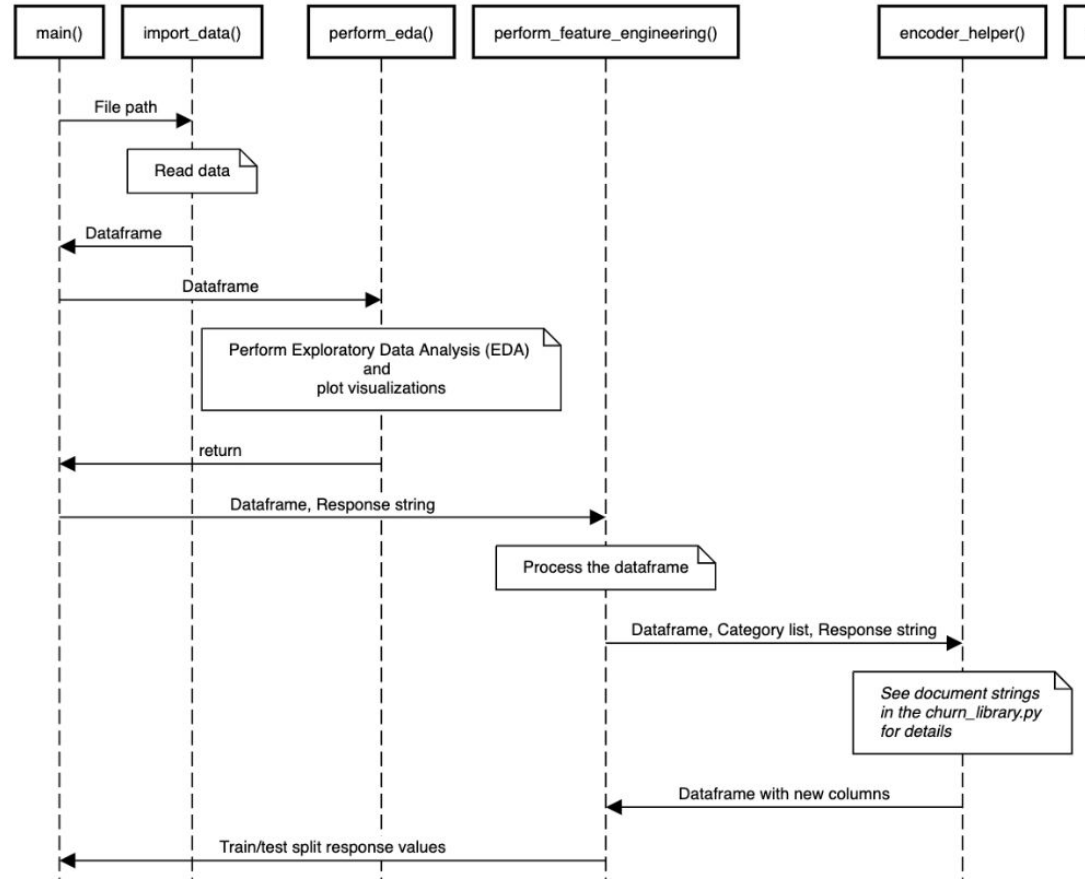 main()
import_data()
perform_eda()
perform_feature_engineering()
encoder_helper()
File path
Read data
Dataframe
Dataframe
Perform Exploratory Data Analysis (EDA)
and
plot visualizations
return
Dataframe, Response string
Process the dataframe
Dataframe, Category list, Response string
See document strings
in the churn_library.py
for details
Dataframe with new columns
Train/test split response values